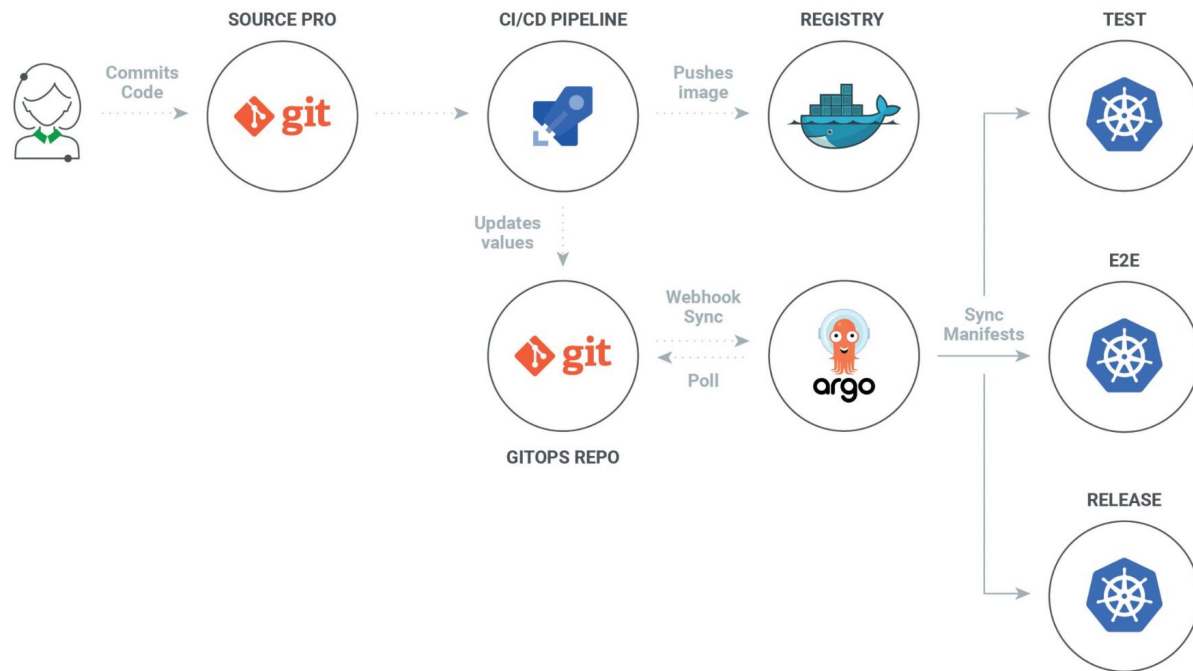 SOURCE PRO
CI/CD PIPELINE
REGISTRY
TEST
Commits
Code
git
Pushes
image
Updates
values
E2E
git
Webhook
Sync
Poll
argo
Sync
Manifests
GITOPS REPO
RELEASE